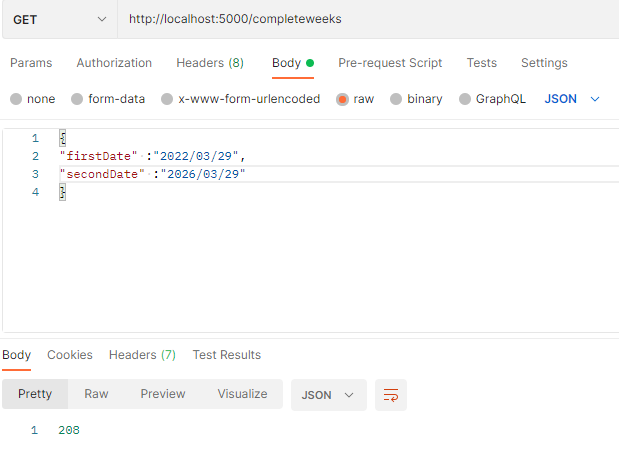 GET http://localhost:5000/completeweeks
Params Authorization Headers (8) Body Pre-request Script Tests Settings
none form-data x-www-form-urlencoded raw binary GraphQL JSON
1 {
2 "firstDate" :"2022/03/29",
3 "secondDate" :"2026/03/29"
4 }
Body Cookies Headers (7) Test Results
Pretty Raw Preview Visualize JSON
1 208